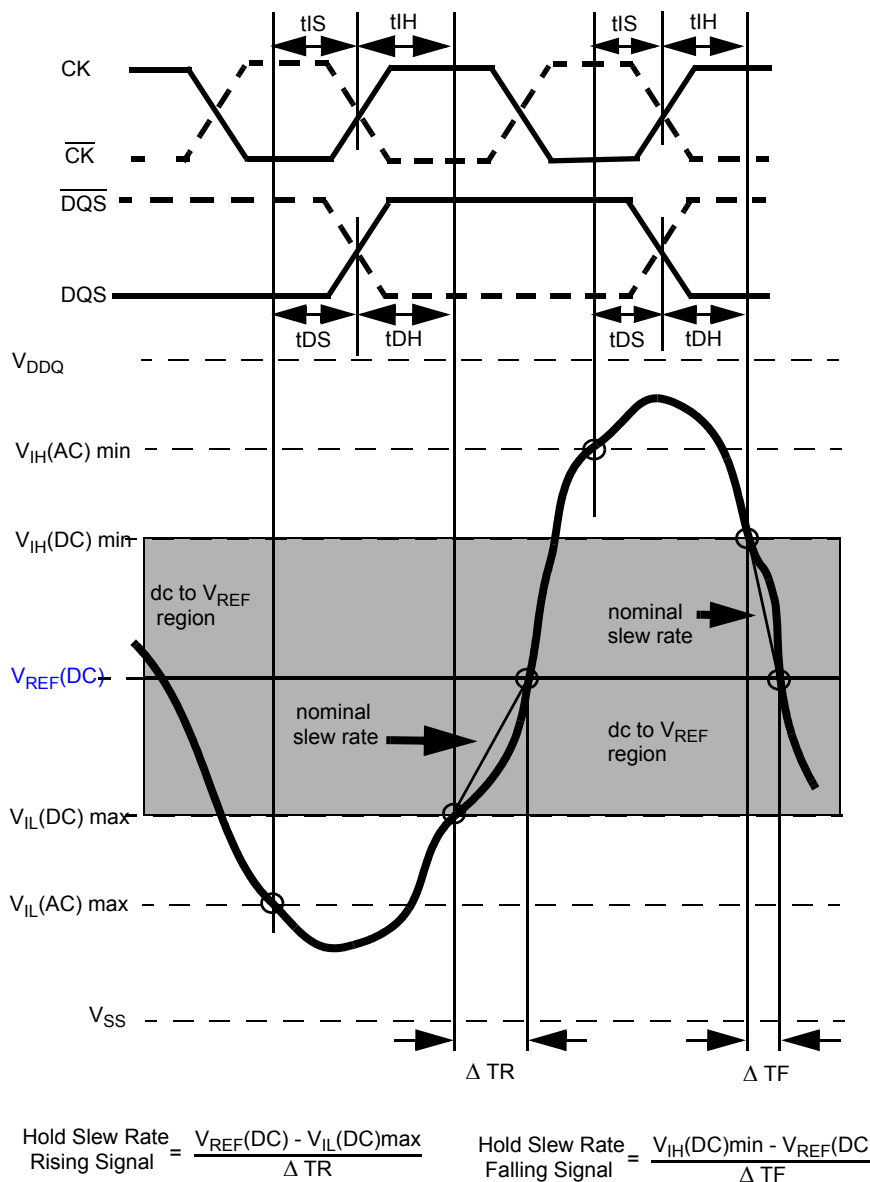 tIS tIH tIS tIH
CK
CK
DQS
DQS
tDS tDH tDS tDH
VDDQ
VIH(AC) min
VIH(DC) min
dc to VREF
region
nominal
slew rate
VREF(DC)
nominal
slew rate
dc to VREF
region
VIL(DC) max
VIL(AC) max
VSS
Δ TR Δ TF
Hold Slew Rate
Rising Signal = VREF(DC) - VIL(DC)max
Δ TR
Hold Slew Rate
Falling Signal = VIH(DC)min - VREF(DC
Δ TF